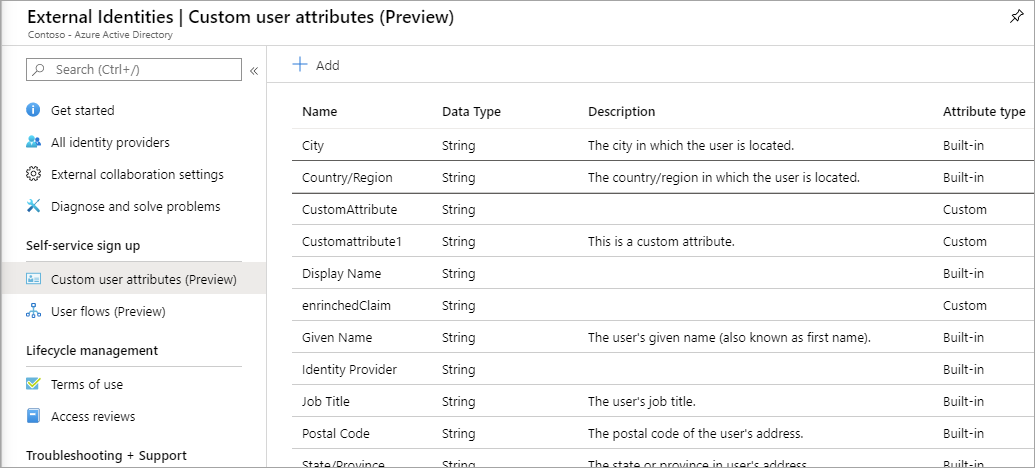 External Identities | Custom user attributes (Preview)
Contoso - Azure Active Directory
Search (Ctrl+/)
«
Get started
All identity providers
External collaboration settings
Diagnose and solve problems
Self-service sign up
Custom user attributes (Preview)
User flows (Preview)
Lifecycle management
Terms of use
Access reviews
Troubleshooting + Support
+ Add
Name Data Type Description Attribute type
City String The city in which the user is located. Built-in
Country/Region String The country/region in which the user is located. Built-in
CustomAttribute String Custom
Customattribute1 String This is a custom attribute. Custom
Display Name String Built-in
enrinchedClaim String Custom
Given Name String The user's given name (also known as first name). Built-in
Identity Provider String Built-in
Job Title String The user's job title. Built-in
Postal Code String The postal code of the user's address. Built-in
State/Province String The state or province in user's address. Built-in